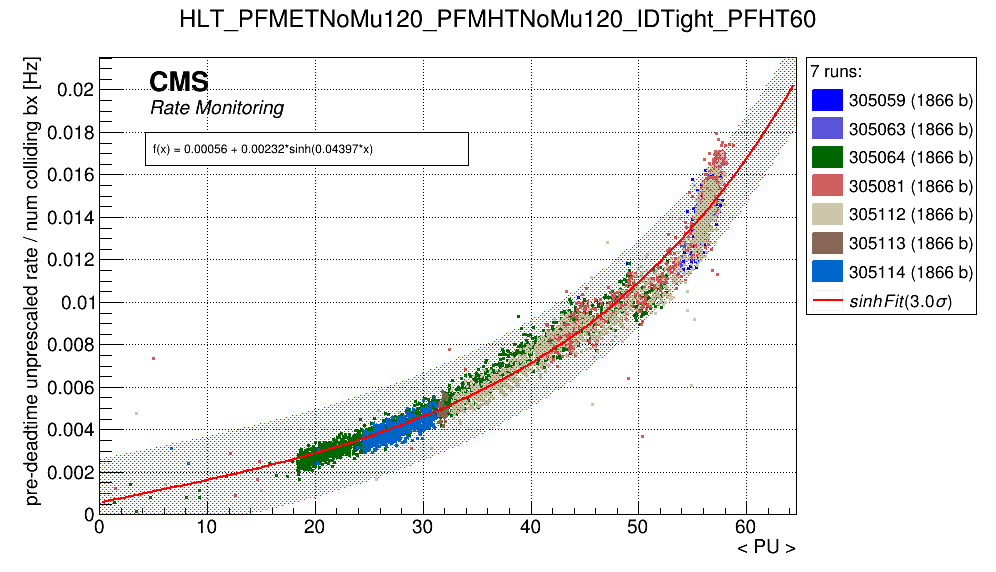 HLT_PFMETNoMu120_PFMHTNoMu120_IDTight_PFHT60
pre-deadtime unprescaled rate / num colliding bx [Hz]
0.02
0.018
0.016
0.014
0.012
0.01
0.008
0.006
0.004
0.002
0
CMS
Rate Monitoring
f(x) = 0.00056 + 0.00232*sinh(0.04397*x)
0 10 20 30 40 50 60
< PU >
7 runs:
305059 (1866 b)
305063 (1866 b)
305064 (1866 b)
305081 (1866 b)
305112 (1866 b)
305113 (1866 b)
305114 (1866 b)
sinhFit(3.0σ)